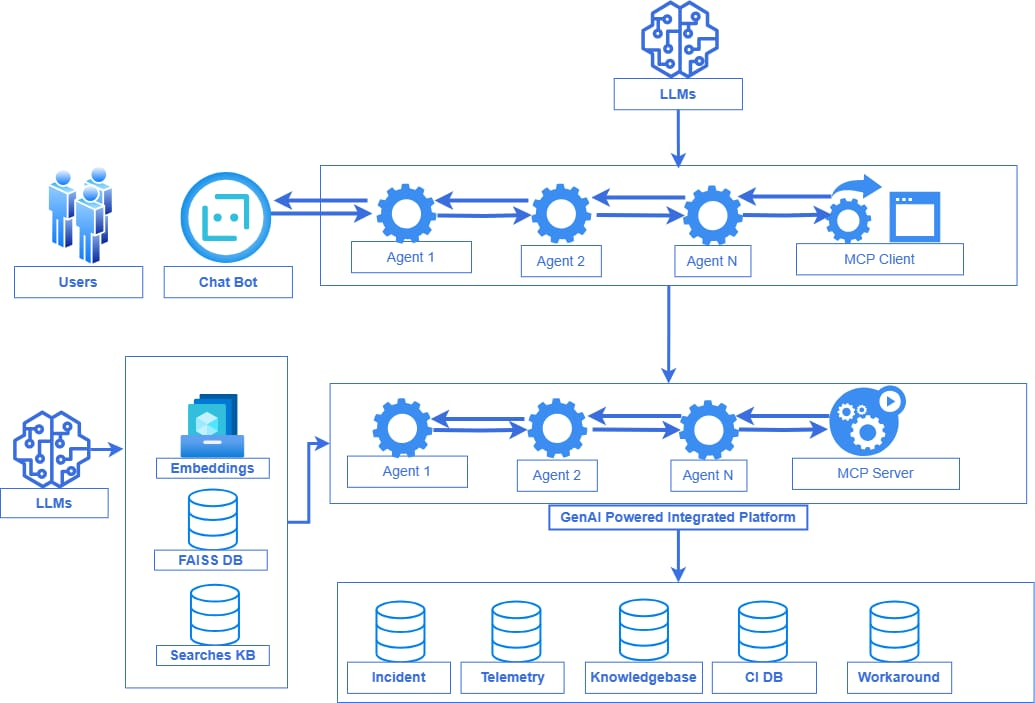 LLMs
Users
Chat Bot
Agent 1
Agent 2
Agent N
MCP Client
LLMs
Embeddings
FAISS DB
Searches KB
Agent 1
Agent 2
Agent N
MCP Server
GenAI Powered Integrated Platform
Incident
Telemetry
Knowledgebase
CI DB
Workaround